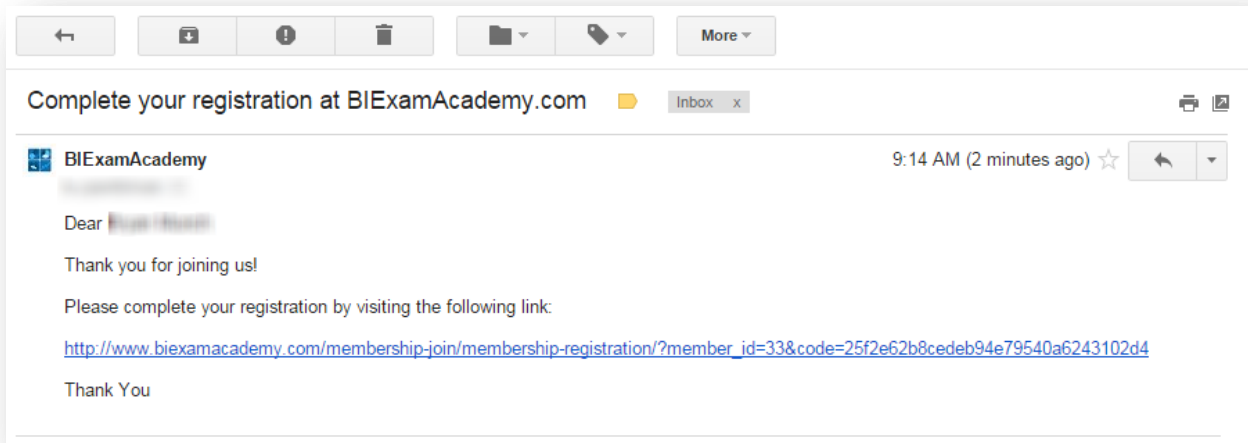 More
Complete your registration at BIExamAcademy.com Inbox x
BIExamAcademy 9:14 AM (2 minutes ago)
Dear
Thank you for joining us!
Please complete your registration by visiting the following link:
http://www.biexamacademy.com/membership-join/membership-registration/?member_id=33&code=25f2e62b8cedeb94e79540a6243102d4
Thank You